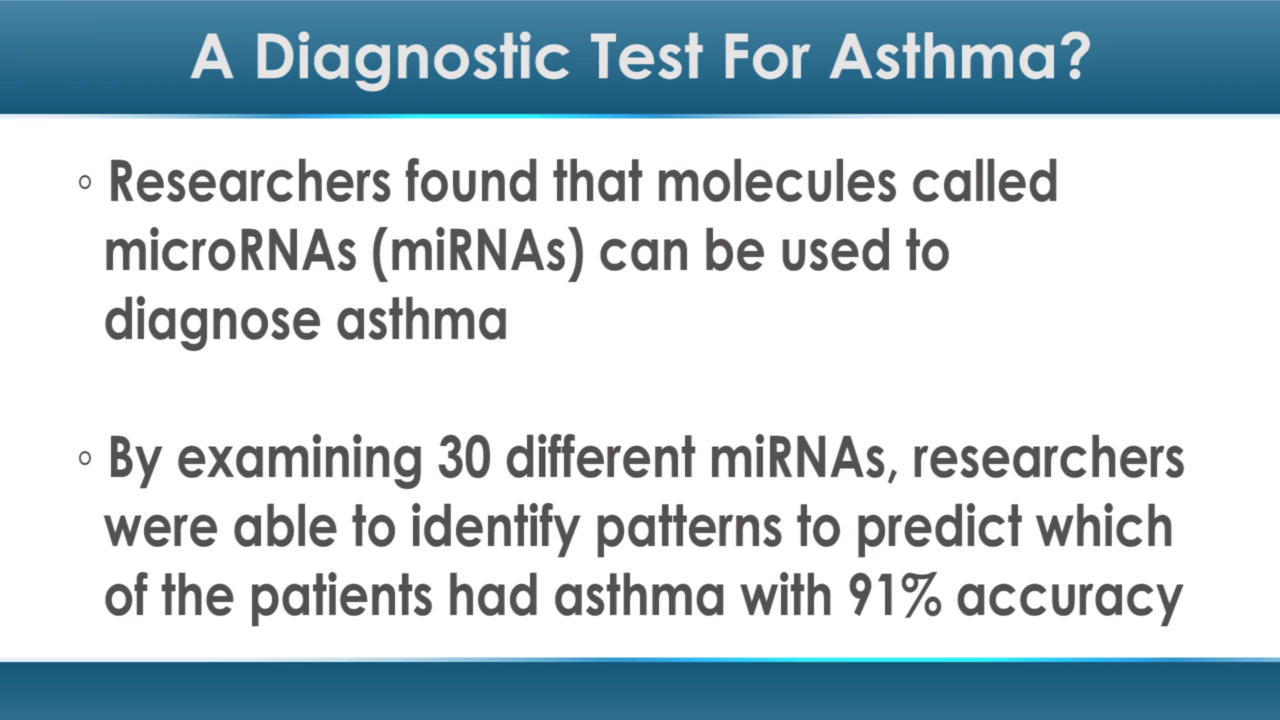 A Diagnostic Test For Asthma?
◦ Researchers found that molecules called
microRNAs (miRNAs) can be used to
diagnose asthma
◦ By examining 30 different miRNAs, researchers
were able to identify patterns to predict which
of the patients had asthma with 91% accuracy